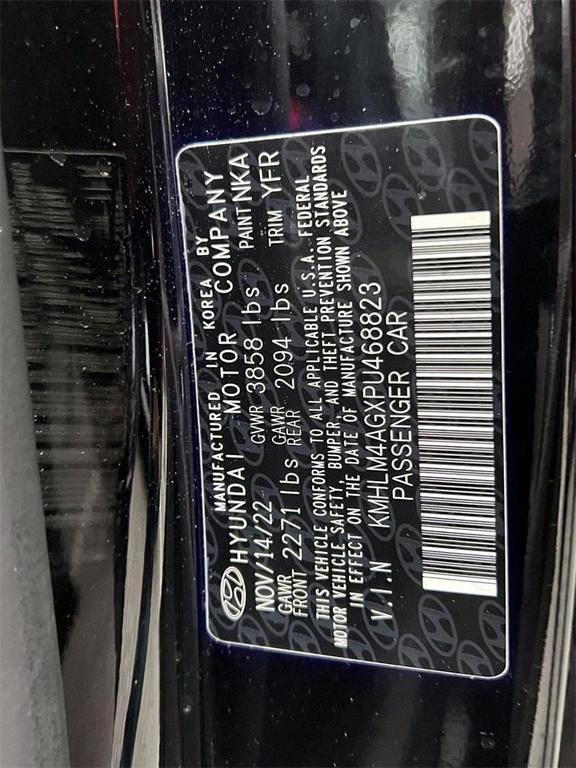 MANUFACTURED IN KOREA BY
HYUNDAI MOTOR COMPANY
NOV/14/22 GVWR 3858 lbs PAINT NKA
GAWR FRONT 2271 lbs GAWR REAR 2094 lbs TRIM YFR
THIS VEHICLE CONFORMS TO ALL APPLICABLE U.S.A. FEDERAL
MOTOR VEHICLE SAFETY, BUMPER, AND THEFT PREVENTION STANDARDS
IN EFFECT ON THE DATE OF MANUFACTURE SHOWN ABOVE
V.I.N KMHLM4AGXPU468823
PASSENGER CAR